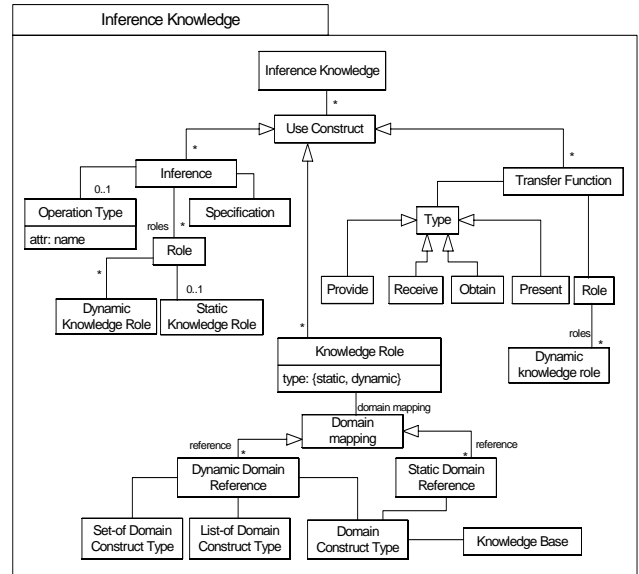 Inference Knowledge
Inference Knowledge
*
Use Construct
*
*
Inference
Transfer Function
0..1
Operation Type
attr: name
Specification
Type
roles
*
Role
Provide
Receive
Obtain
Present
Role
*
0..1
Dynamic
Knowledge Role
Static
Knowledge Role
*
roles
*
Knowledge Role
type: {static, dynamic}
Dynamic
knowledge role
domain mapping
Domain
mapping
reference
*
reference
*
Dynamic Domain
Reference
Static Domain
Reference
Set-of Domain
Construct Type
List-of Domain
Construct Type
Domain
Construct Type
Knowledge Base